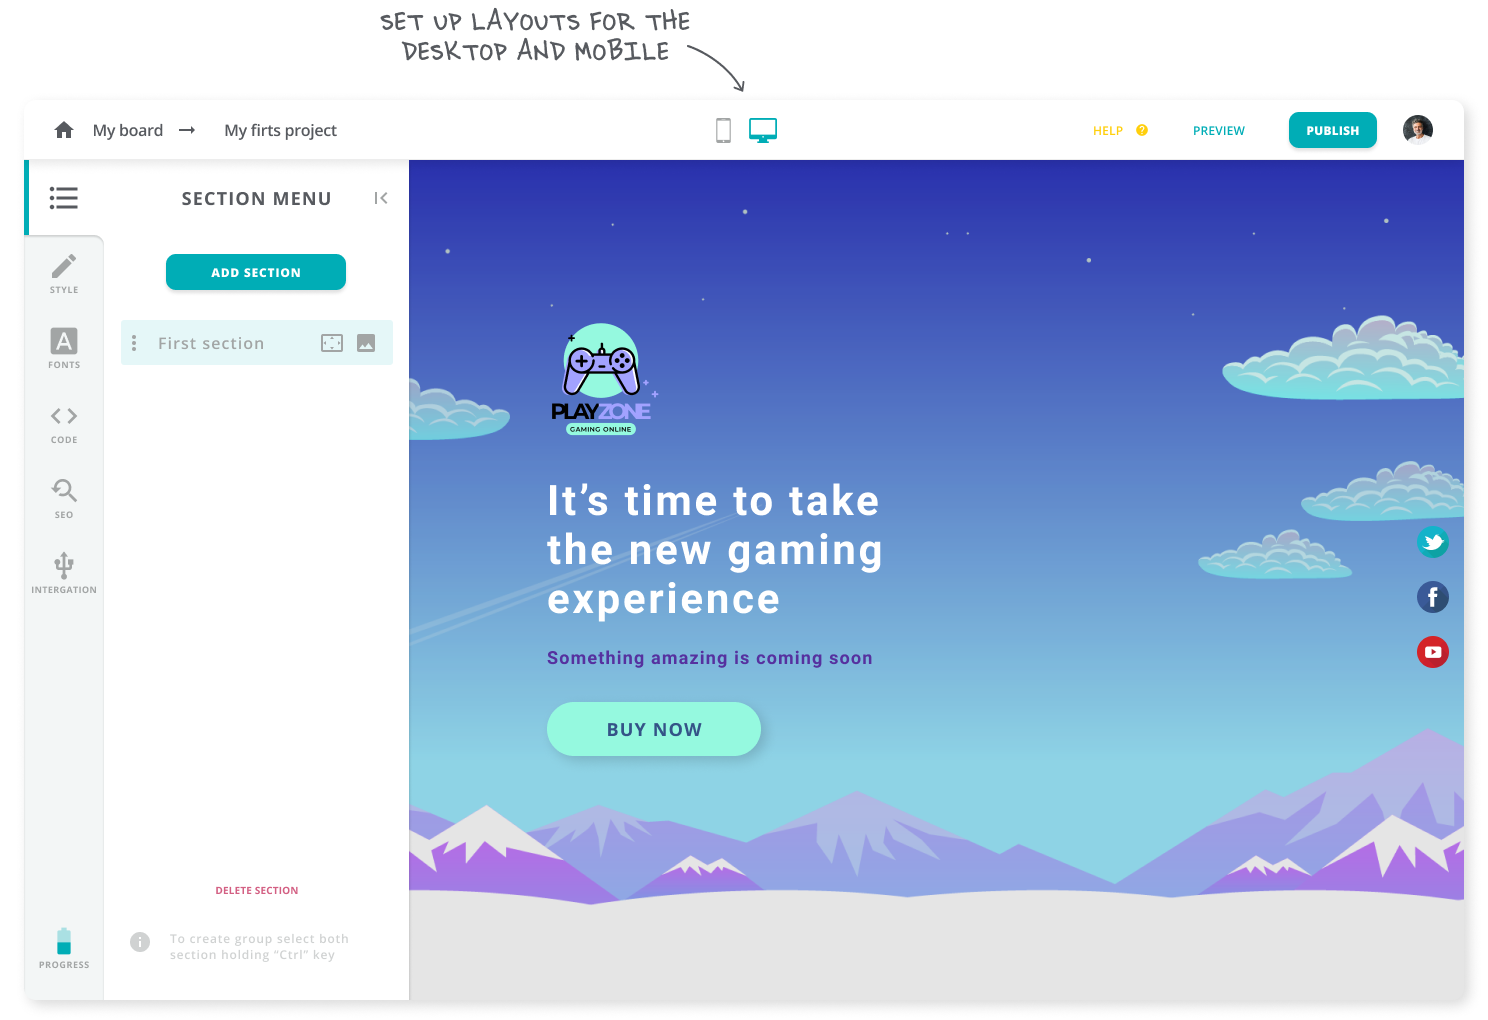 SET UP LAYOUTS FOR THE
DESKTOP AND MOBILE
My board
My firts project
HELP ?
PREVIEW
PUBLISH
SECTION MENU
ADD SECTION
STYLE
First section
A
FONTS
CODE
SEO
INTERGATION
PLAYZONE
GAMING ONLINE
It’s time to take
the new gaming
experience
Something amazing is coming soon
BUY NOW
DELETE SECTION
To create group select both
section holding “Ctrl” key
PROGRESS